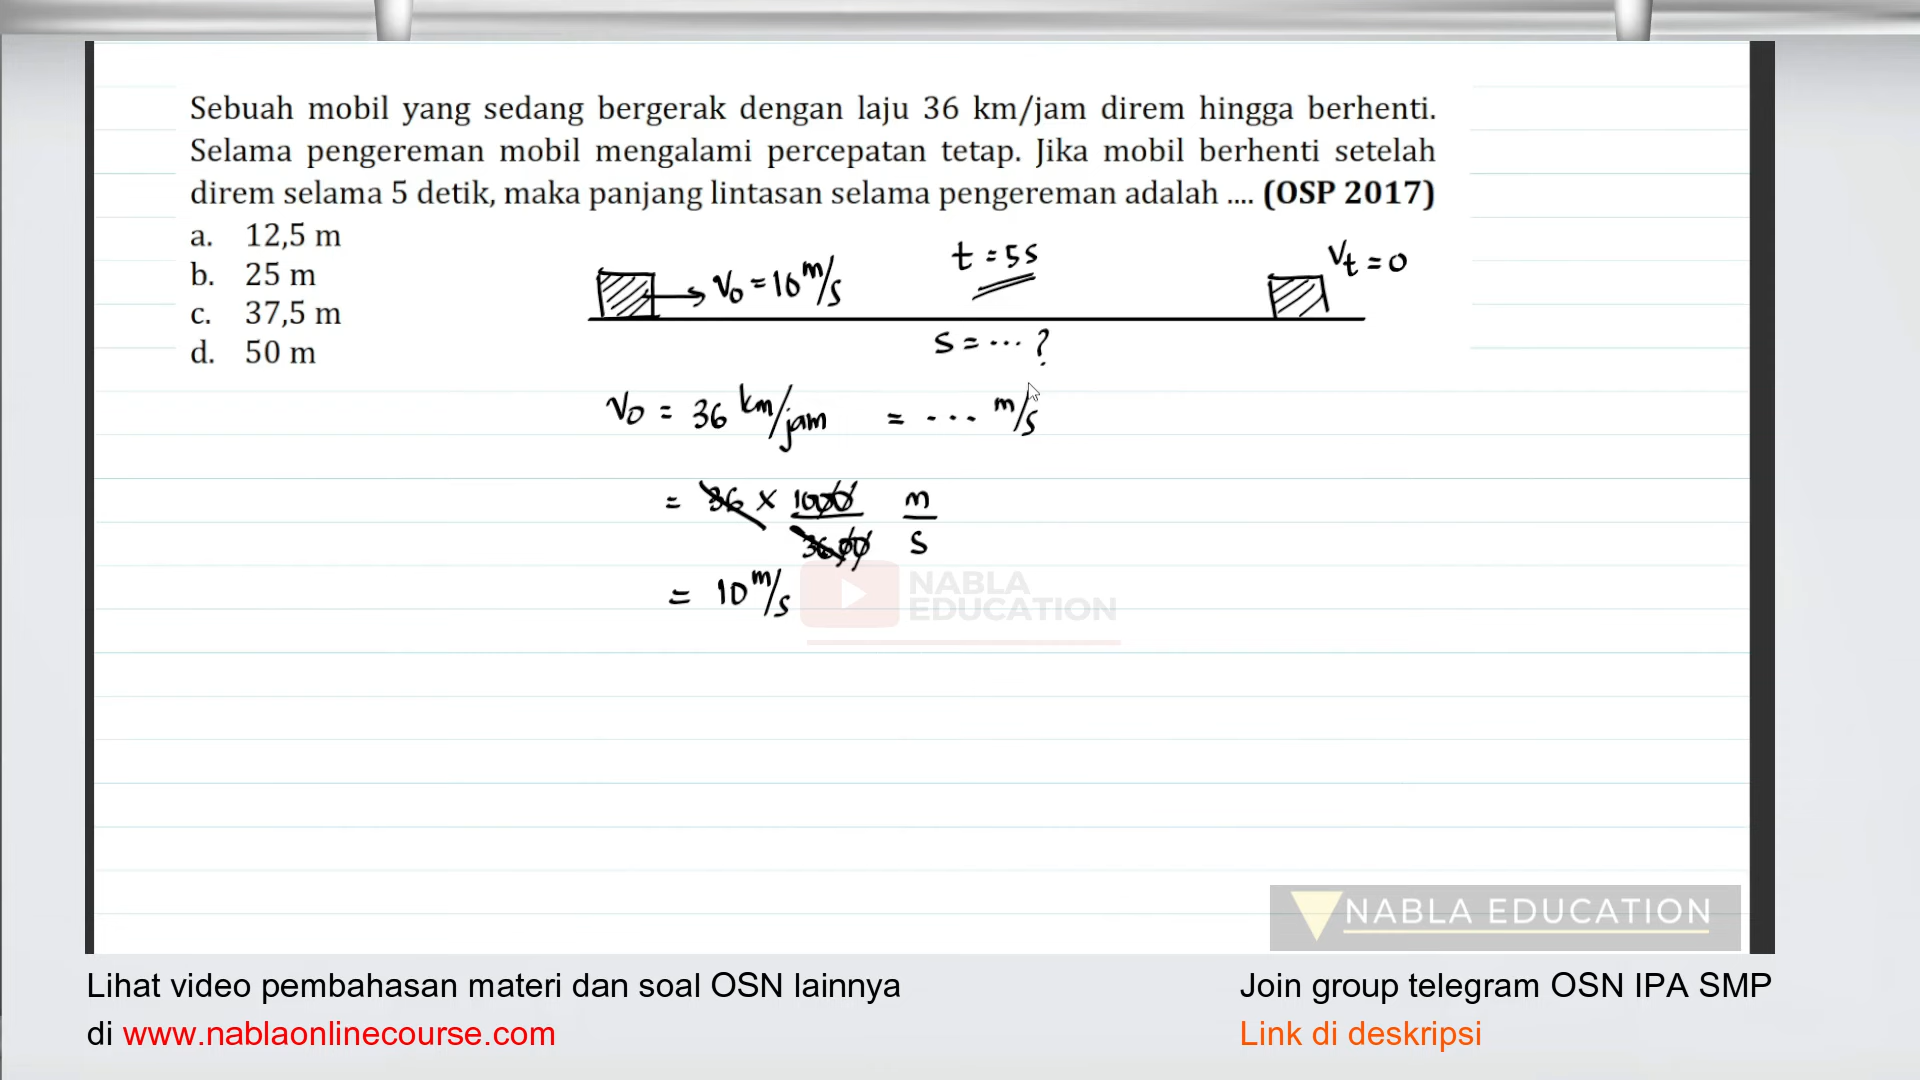 Sebuah mobil yang sedang bergerak dengan laju 36 km/jam direm hingga berhenti.
Selama pengereman mobil mengalami percepatan tetap. Jika mobil berhenti setelah
direm selama 5 detik, maka panjang lintasan selama pengereman adalah .... (OSP 2017)
a. 12,5 m
b. 25 m
c. 37,5 m
d. 50 m
V₀ = 10 m/s
t = 5s
Vt = 0
s = ... ?
V₀ = 36 km/jam = ... m/s
= 36 x 1000/3600 m/s
= 10 m/s
NABLA
EDUCATION
NABLA EDUCATION
Lihat video pembahasan materi dan soal OSN lainnya
di www.nablaonlinecourse.com
Join group telegram OSN IPA SMP
Link di deskripsi